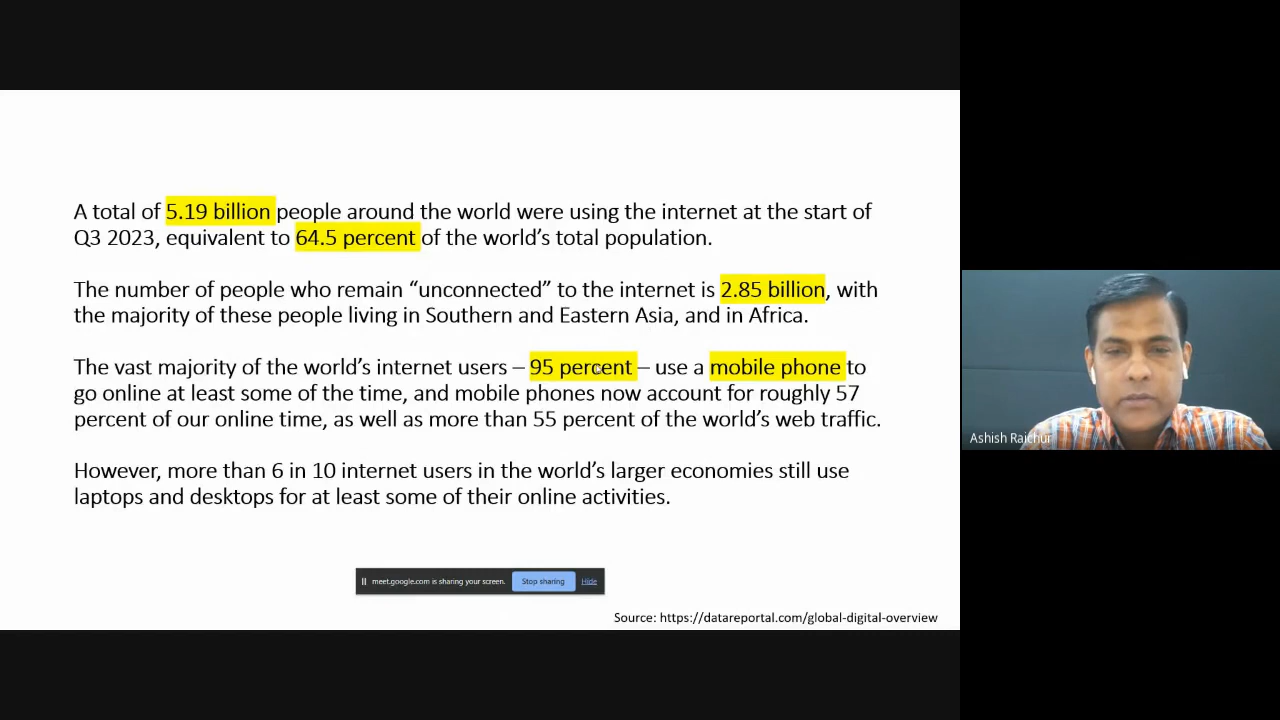 A total of 5.19 billion people around the world were using the internet at the start of
Q3 2023, equivalent to 64.5 percent of the world’s total population.
The number of people who remain “unconnected” to the internet is 2.85 billion, with
the majority of these people living in Southern and Eastern Asia, and in Africa.
The vast majority of the world’s internet users – 95 percent – use a mobile phone to
go online at least some of the time, and mobile phones now account for roughly 57
percent of our online time, as well as more than 55 percent of the world’s web traffic.
However, more than 6 in 10 internet users in the world’s larger economies still use
laptops and desktops for at least some of their online activities.
meet.google.com is sharing your screen. Stop sharing Hide
Source: https://datareportal.com/global-digital-overview
Ashish Raichur